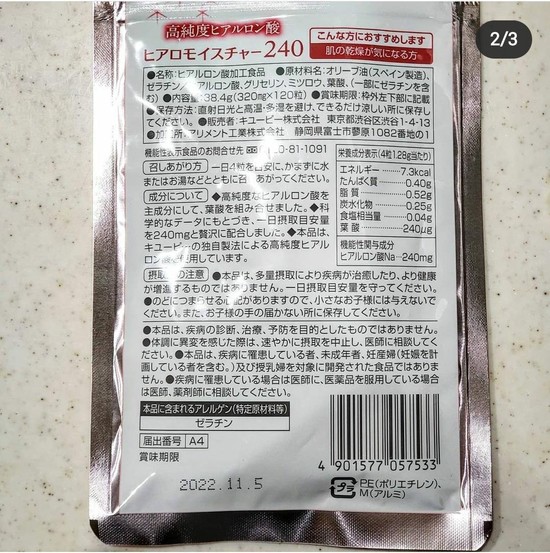 2/3
高純度ヒアルロン酸
ヒアロモイスチャー240
こんな方におすすめします
肌の乾燥が気になる方
●名称:ヒアルロン酸加工食品 ●原材料名:オリーブ油(スペイン製造)、
ゼラチン/ヒアルロン酸、グリセリン、ミツロウ、葉酸、(一部にゼラチンを含
む) ●内容量:38.4g(320mg×120粒) ●賞味期限:枠外左下部に記載
●保存方法:直射日光と高温・多湿を避け、できるだけ涼しい所に保存し
てください。 ●販売者:キユーピー株式会社 東京都渋谷区渋谷1-4-13
●加工所:アリメント工業株式会社 静岡県富士市蓼原1082番地の1
機能性表示食品のお問合せ先
0-81-1091
召しあがり方 一日4粒を目安に、かまずに水
またはお湯などとともに召しあがってください。
成分について ◆高純度なヒアルロン酸を
主成分にして、葉酸を組み合せました。◆科学
的なデータにもとづき、一日摂取目安量
を240mgと贅沢に配合しました。◆本品は、
キユーピーの独自製法による高純度ヒアル
ロン酸を使用しています。
栄養成分表示(4粒1.28g当たり)
エネルギー 7.3kcal
たんぱく質 0.40g
脂質 0.52g
炭水化物 0.25g
食塩相当量 0.04g
葉酸 240μg
機能性関与成分
ヒアルロン酸Na 240mg
摂取上の注意 ●本品は、多量摂取により疾病が治癒したり、より健康
が増進するものではありません。一日摂取目安量を守ってください。
●のどにつまらせる心配がありますので、小さなお子様には与えないで
ください。また、お子様の手の届かない所に保存してください。
●本品は、疾病の診断、治療、予防を目的としたものではありません。
●体調に異変を感じた際は、速やかに摂取を中止し、医師に相談してく
ださい。●本品は、疾病に罹患している者、未成年者、妊産婦(妊娠を計
画している者を含む。)及び授乳婦を対象に開発された食品ではありま
せん。●疾病に罹患している場合は医師に、医薬品を服用している場合
は医師、薬剤師に相談してください。
本品に含まれるアレルゲン(特定原材料等)
ゼラチン
届出番号 A4
賞味期限
2022.11.5
4 901577 057533
PE(ポリエチレン)、
M(アルミ)